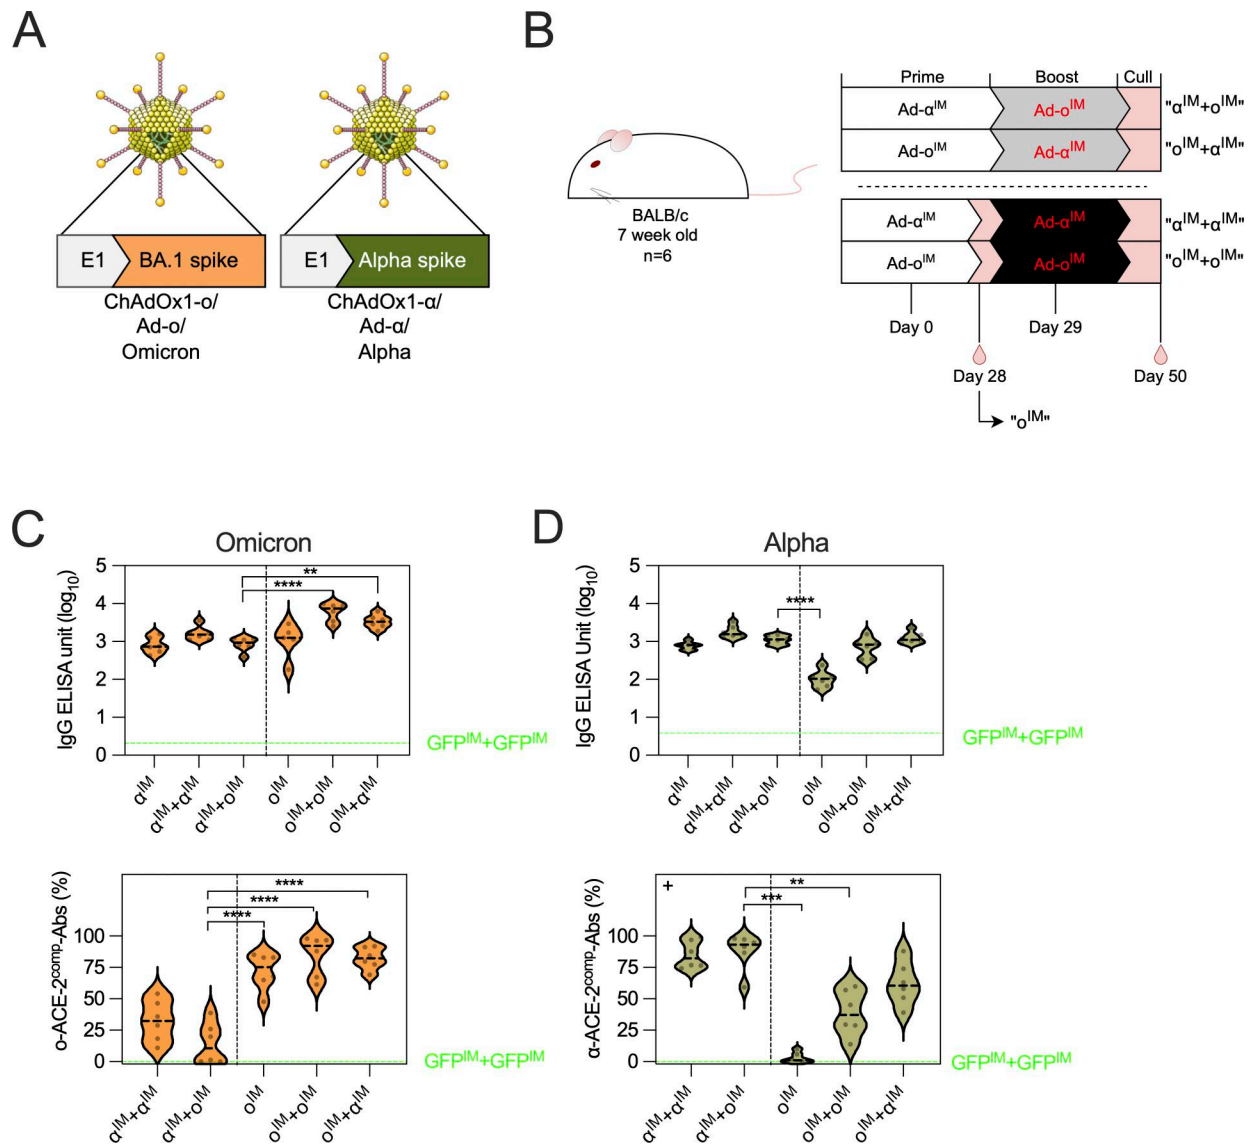 A
E1 BA.1 spike
ChAdOx1-o/
Ad-o/
Omicron
E1 Alpha spike
ChAdOx1-α/
Ad-α/
Alpha
B
BALB/c
7 week old
n=6
Prime Boost Cull
Ad-α^IM Ad-o^IM "α^IM+o^IM"
Ad-o^IM Ad-α^IM "o^IM+α^IM"
Ad-α^IM Ad-α^IM "α^IM+α^IM"
Ad-o^IM Ad-o^IM "o^IM+o^IM"
Day 0 Day 29
Day 28 Day 50
"o^IM"
C
Omicron
IgG ELISA unit (log₁₀)
5
4
3
2
1
0
**
****
GFP^IM+GFP^IM
α^IM
α^IM+α^IM
α^IM+o^IM
o^IM
o^IM+o^IM
o^IM+α^IM
o-ACE-2^comp-Abs (%)
100
75
50
25
0
****
****
****
GFP^IM+GFP^IM
α^IM+α^IM
α^IM+o^IM
o^IM
o^IM+o^IM
o^IM+α^IM
D
Alpha
IgG ELISA Unit (log₁₀)
5
4
3
2
1
0
****
GFP^IM+GFP^IM
α^IM
α^IM+α^IM
α^IM+o^IM
o^IM
o^IM+o^IM
o^IM+α^IM
α-ACE-2^comp-Abs (%)
100
75
50
25
0
+
**
***
GFP^IM+GFP^IM
α^IM+α^IM
α^IM+o^IM
o^IM
o^IM+o^IM
o^IM+α^IM